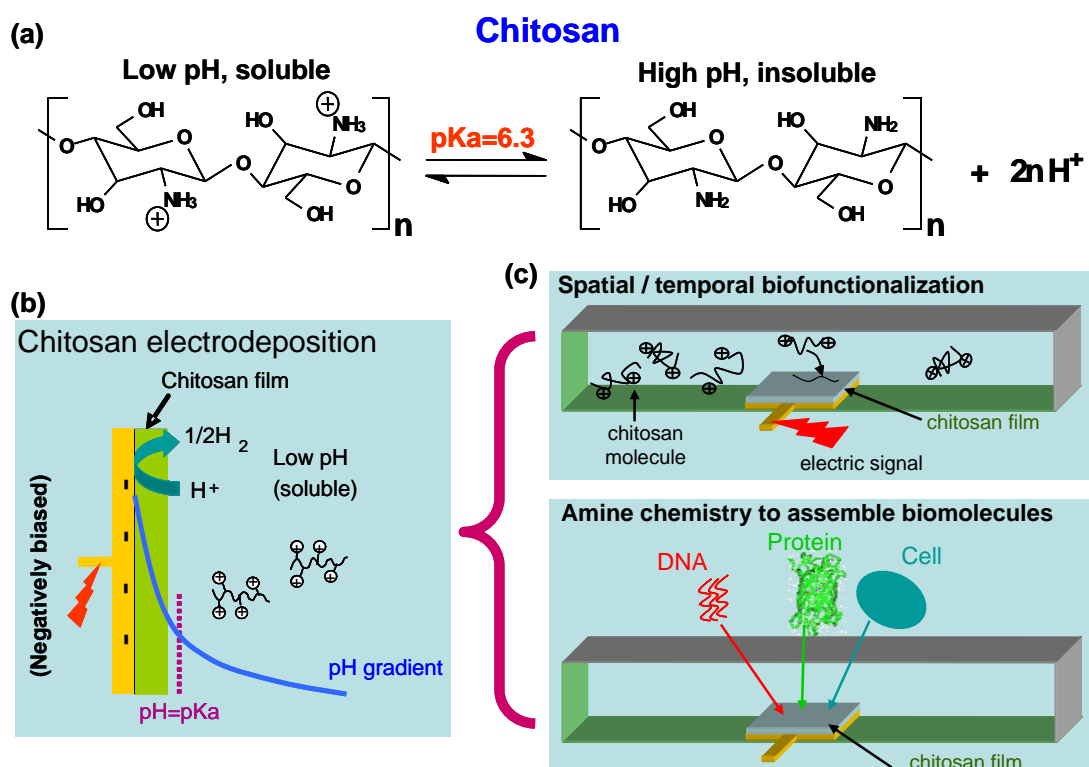 (a)
Chitosan
Low pH, soluble
High pH, insoluble
OH
HO
⊕
NH3
O
O
O
O
HO
NH3
⊕
OH
n
pKa=6.3
OH
HO
NH2
O
O
O
O
HO
NH2
OH
n
+ 2nH+
(b)
Chitosan electrodeposition
Chitosan film
1/2H2
H+
Low pH
(soluble)
(Negatively biased)
pH gradient
pH=pKa
(c)
Spatial / temporal biofunctionalization
chitosan
molecule
chitosan film
electric signal
Amine chemistry to assemble biomolecules
DNA
Protein
Cell
chitosan film